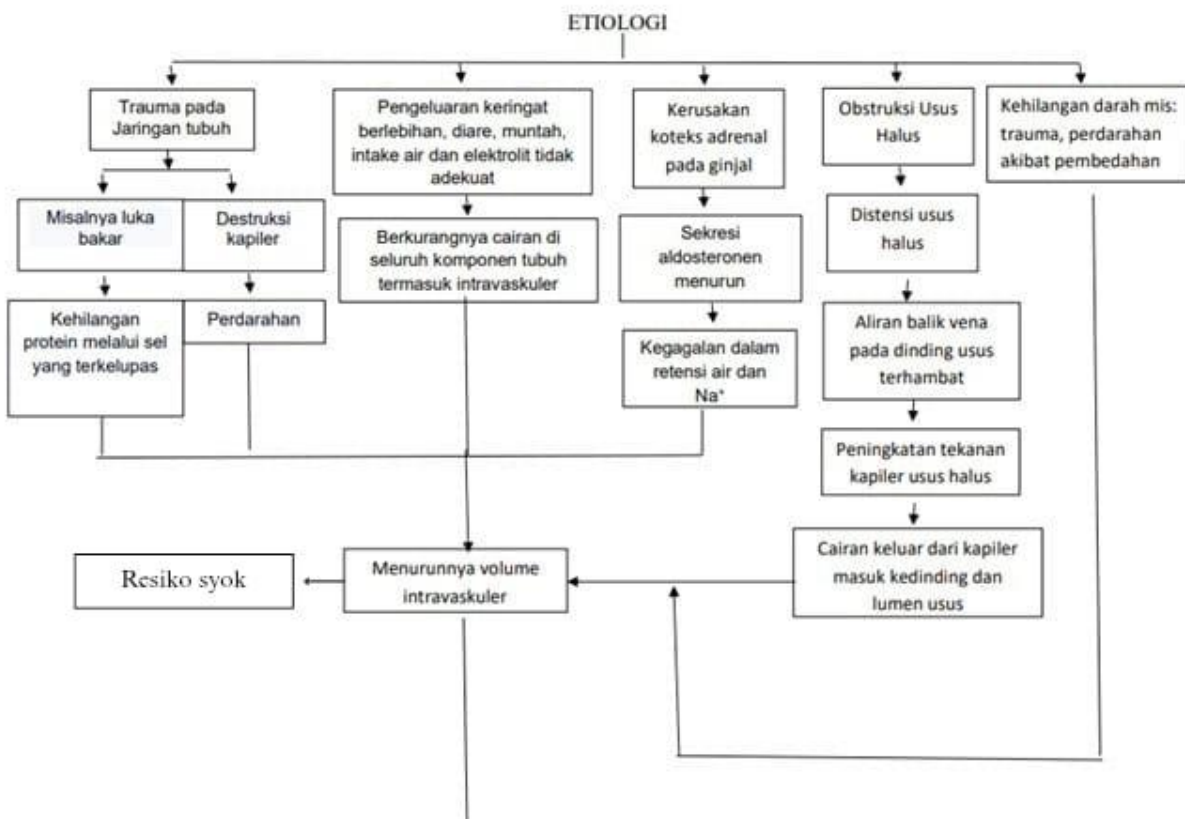 ETIOLOGI
Trauma pada
Jaringan tubuh
Pengeluaran keringat
berlebihan, diare, muntah,
intake air dan elektrolit tidak
adekuat
Kerusakan
koteks adrenal
pada ginjal
Obstruksi Usus
Halus
Kehilangan darah mis:
trauma, perdarahan
akibat pembedahan
Misalnya luka
bakar
Destruksi
kapiler
Berkurangnya cairan di
seluruh komponen tubuh
termasuk intravaskuler
Sekresi
aldosteronen
menurun
Distensi usus
halus
Kehilangan
protein melalui sel
yang terkelupas
Perdarahan
Kegagalan dalam
retensi air dan
Na⁺
Aliran balik vena
pada dinding usus
terhambat
Peningkatan tekanan
kapiler usus halus
Resiko syok
Menurunnya volume
intravaskuler
Cairan keluar dari kapiler
masuk kedinding dan
lumen usus